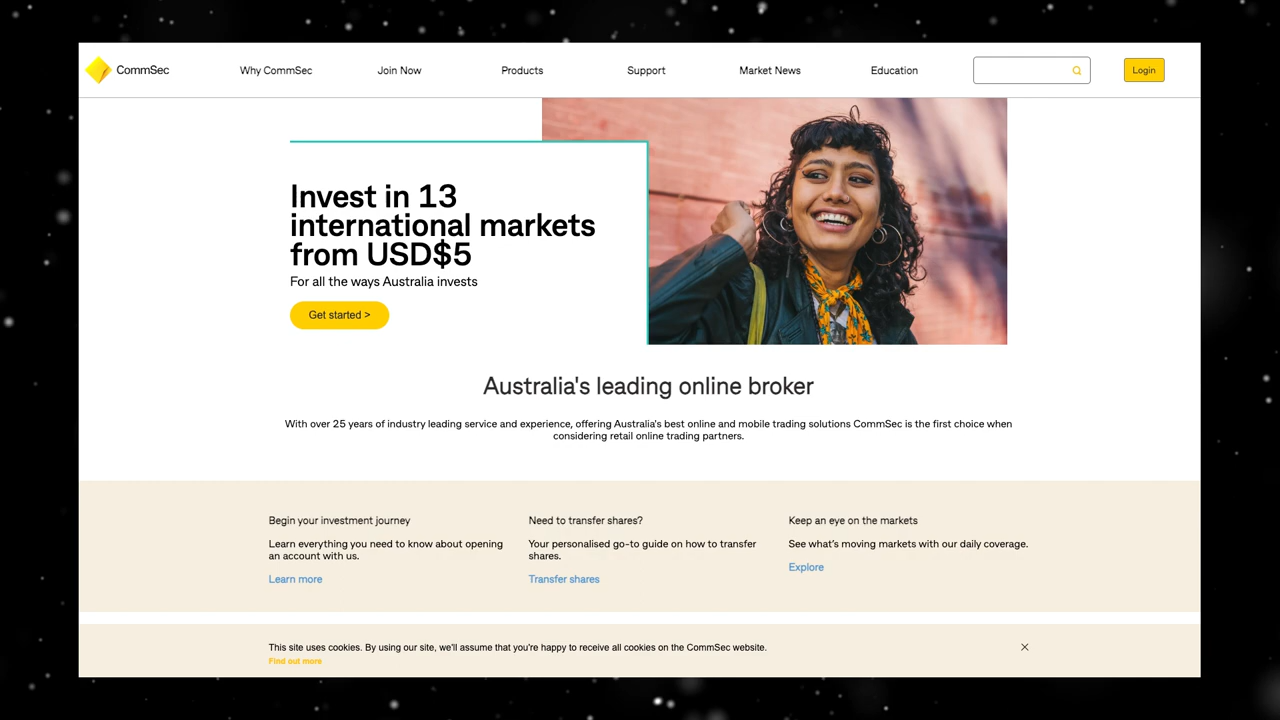 CommSec
Why CommSec
Join Now
Products
Support
Market News
Education
Login
Invest in 13
international markets
from USD$5
For all the ways Australia invests
Get started >
Australia's leading online broker
With over 25 years of industry leading service and experience, offering Australia's best online and mobile trading solutions CommSec is the first choice when
considering retail online trading partners.
Begin your investment journey
Learn everything you need to know about opening
an account with us.
Learn more
Need to transfer shares?
Your personalised go-to guide on how to transfer
shares.
Transfer shares
Keep an eye on the markets
See what's moving markets with our daily coverage.
Explore
This site uses cookies. By using our site, we'll assume that you're happy to receive all cookies on the CommSec website.
Find out more